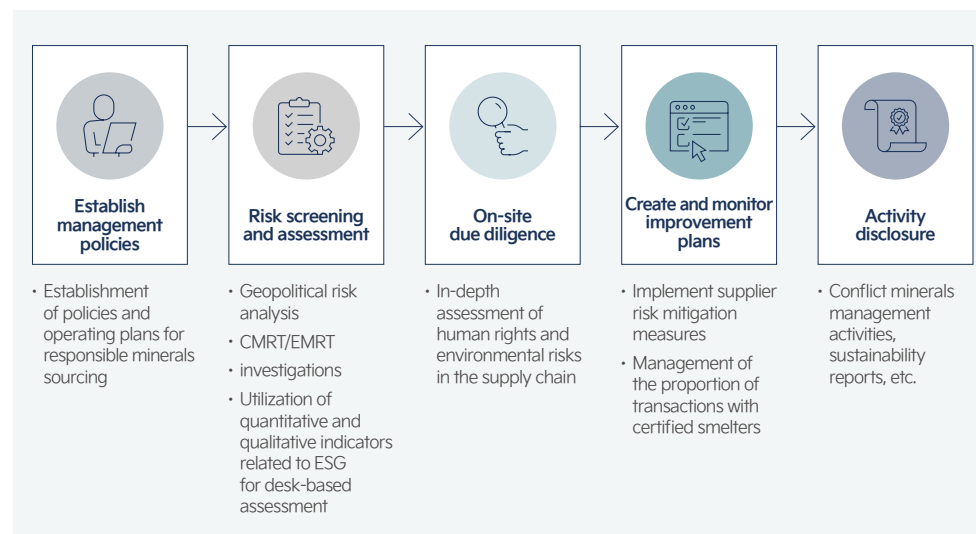 Establish
management
policies
• Establishment
of policies and
operating plans for
responsible minerals
sourcing
Risk screening
and assessment
• Geopolitical risk
analysis
• CMRT/EMRT
• investigations
• Utilization of
quantitative and
qualitative indicators
related to ESG
for desk-based
assessment
On-site
due diligence
• In-depth
assessment of
human rights and
environmental risks
in the supply chain
Create and monitor
improvement
plans
• Implement supplier
risk mitigation
measures
• Management of
the proportion of
transactions with
certified smelters
Activity
disclosure
• Conflict minerals
management
activities,
sustainability
reports, etc.